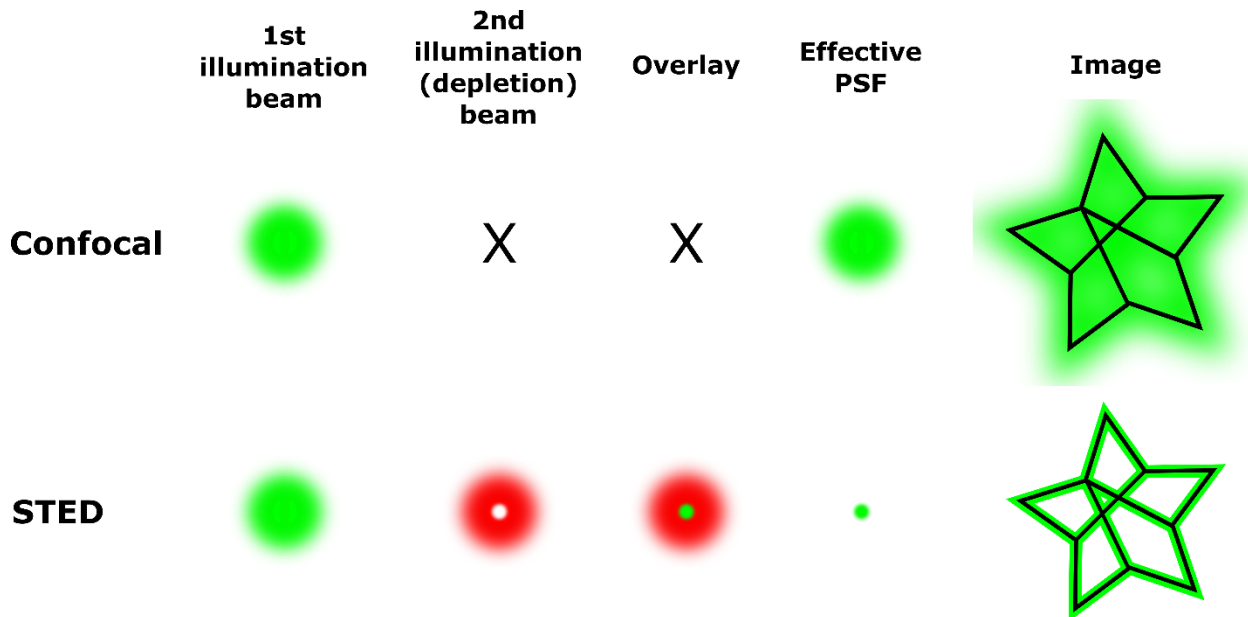 1st
illumination
beam
2nd
illumination
(depletion)
beam
Overlay
Effective
PSF
Image
Confocal
X
X
STED